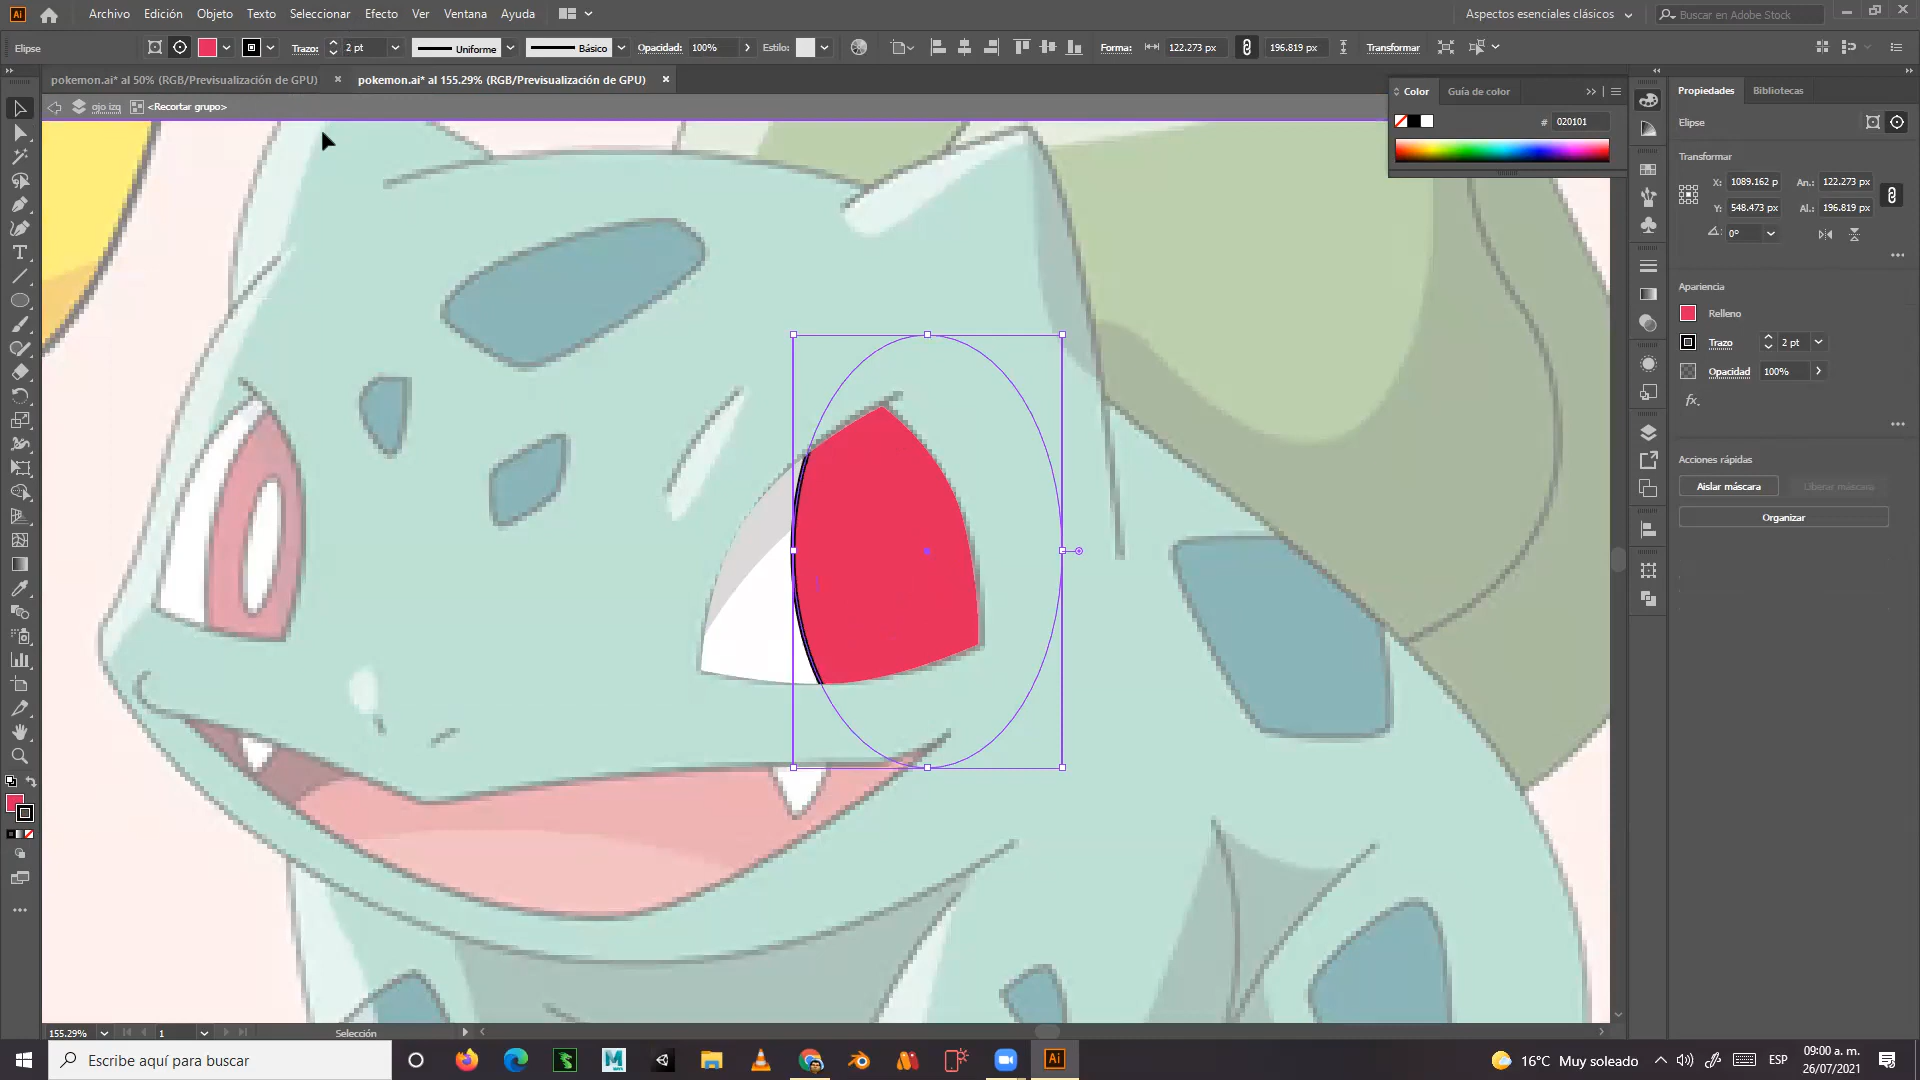 Ai Archivo Edición Objeto Texto Seleccionar Efecto Ver Ventana Ayuda Aspectos esenciales clásicos Buscar en Adobe Stock
Elipse Trazo: 2 pt Uniforme Básico Opacidad: 100% Estilo: Forma: 122.273 px 196.819 px Transformar
pokemon.ai* al 50% (RGB/Previsualización de GPU) × pokemon.ai* al 155.29% (RGB/Previsualización de GPU) ×
ojo izq <Recortar grupo>
Color Guía de color
# 020101
Propiedades Bibliotecas
Elipse
Transformar
X: 1089.162 p An.: 122.273 px
Y: 548.473 px Al.: 196.819 px
0°
Apariencia
Relleno
Trazo 2 pt
Opacidad 100%
fx.
Acciones rápidas
Aislar máscara Liberar máscara
Organizar
155.29% 1 Selección
Escribe aquí para buscar
Ai
16°C Muy soleado ESP 09:00 a. m.
26/07/2021